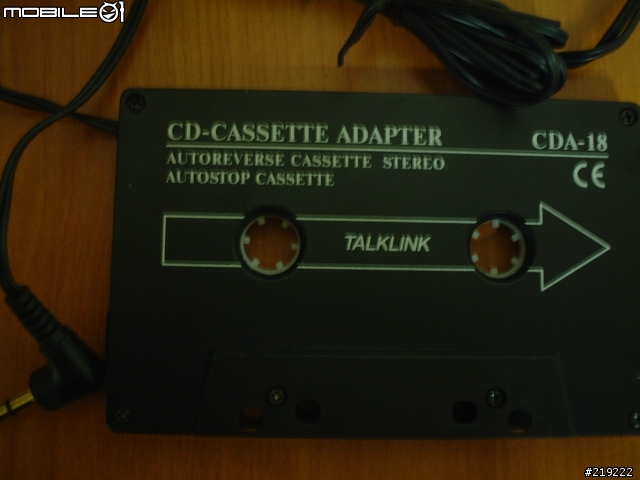 MOBILE01
CD-CASSETTE ADAPTER CDA-18
AUTOREVERSE CASSETTE STEREO
AUTOSTOP CASSETTE
CE
TALKLINK
#219222